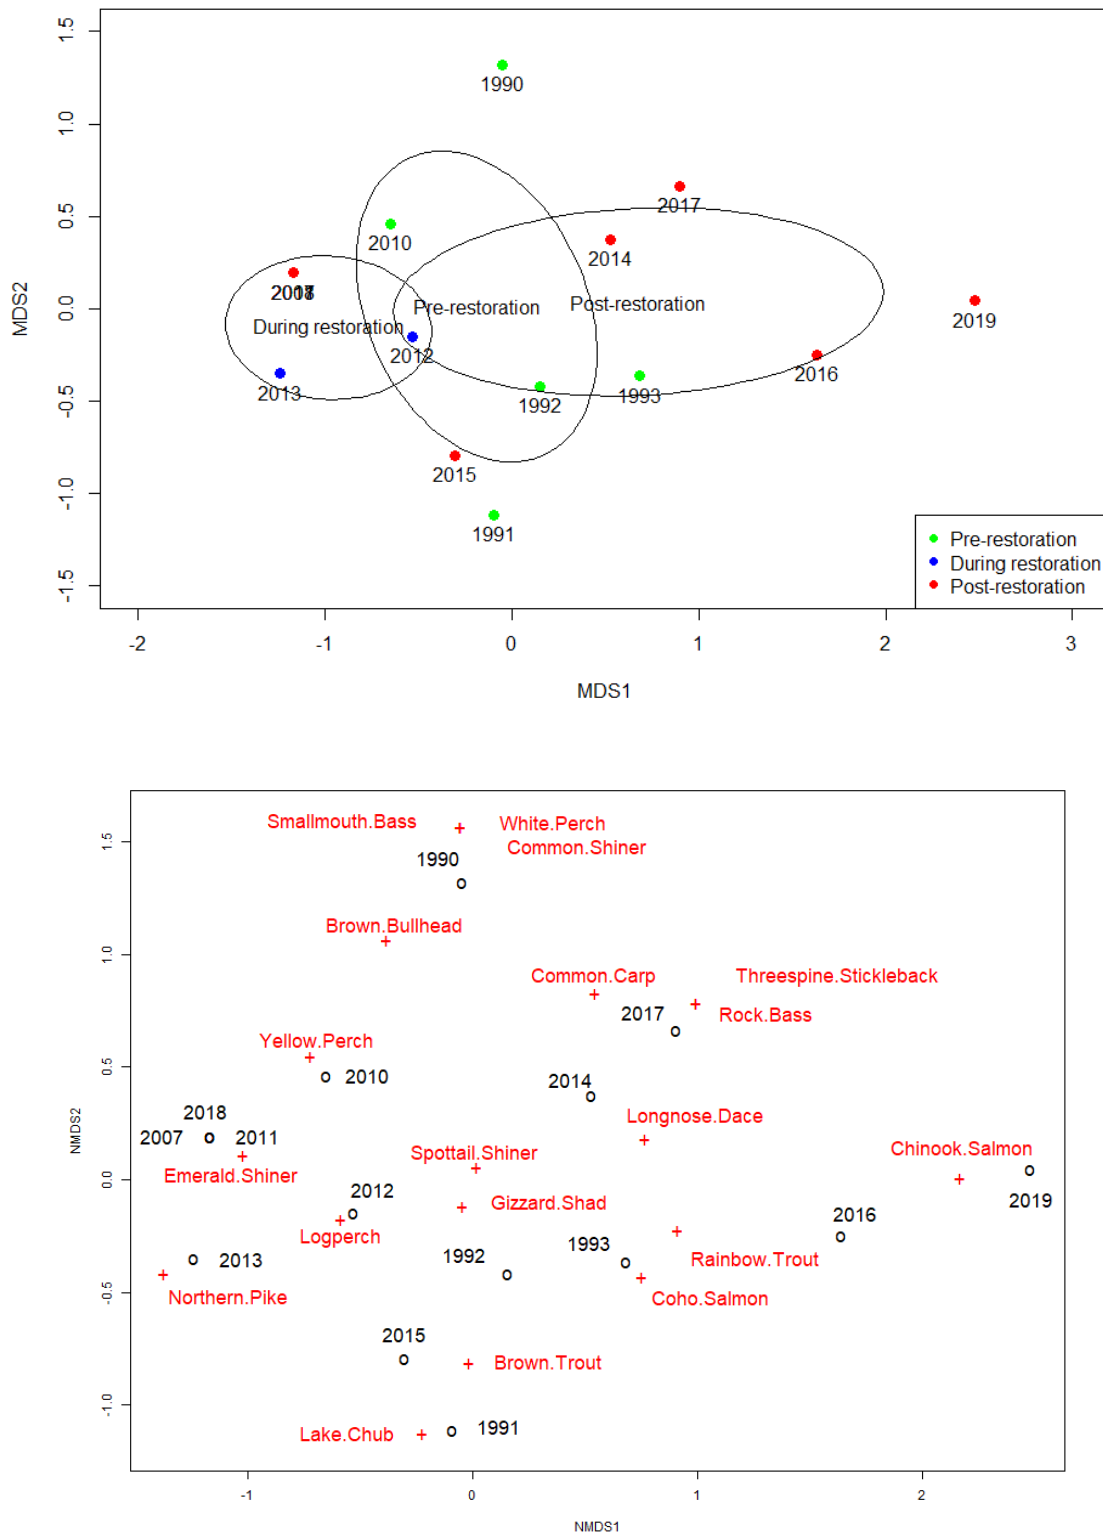 1.5
1990
1.0
2017
0.5
2010
2014
MDS2
0.0
Pre-restoration
Post-restoration
During restoration
2019
2012
2016
-0.5
2013
1992
1993
2015
-1.0
1991
Pre-restoration
During restoration
Post-restoration
-1.5
-2 -1 0 1 2 3
MDS1
Smallmouth.Bass White.Perch
1.5
Common.Shiner
1990
Brown.Bullhead
1.0
Common.Carp Threespine.Stickleback
2017 Rock.Bass
Yellow.Perch
0.5
2010
2014
2018
Longnose.Dace
NMDS2
2007 2011
Spottail.Shiner
Chinook.Salmon
Emerald.Shiner
0.0
2012
Gizzard.Shad
2019
2016
Logperch
1992 1993
2013
Rainbow.Trout
Northern.Pike
-0.5
Coho.Salmon
2015
Brown.Trout
-1.0
Lake.Chub 1991
-1 0 1 2
NMDS1